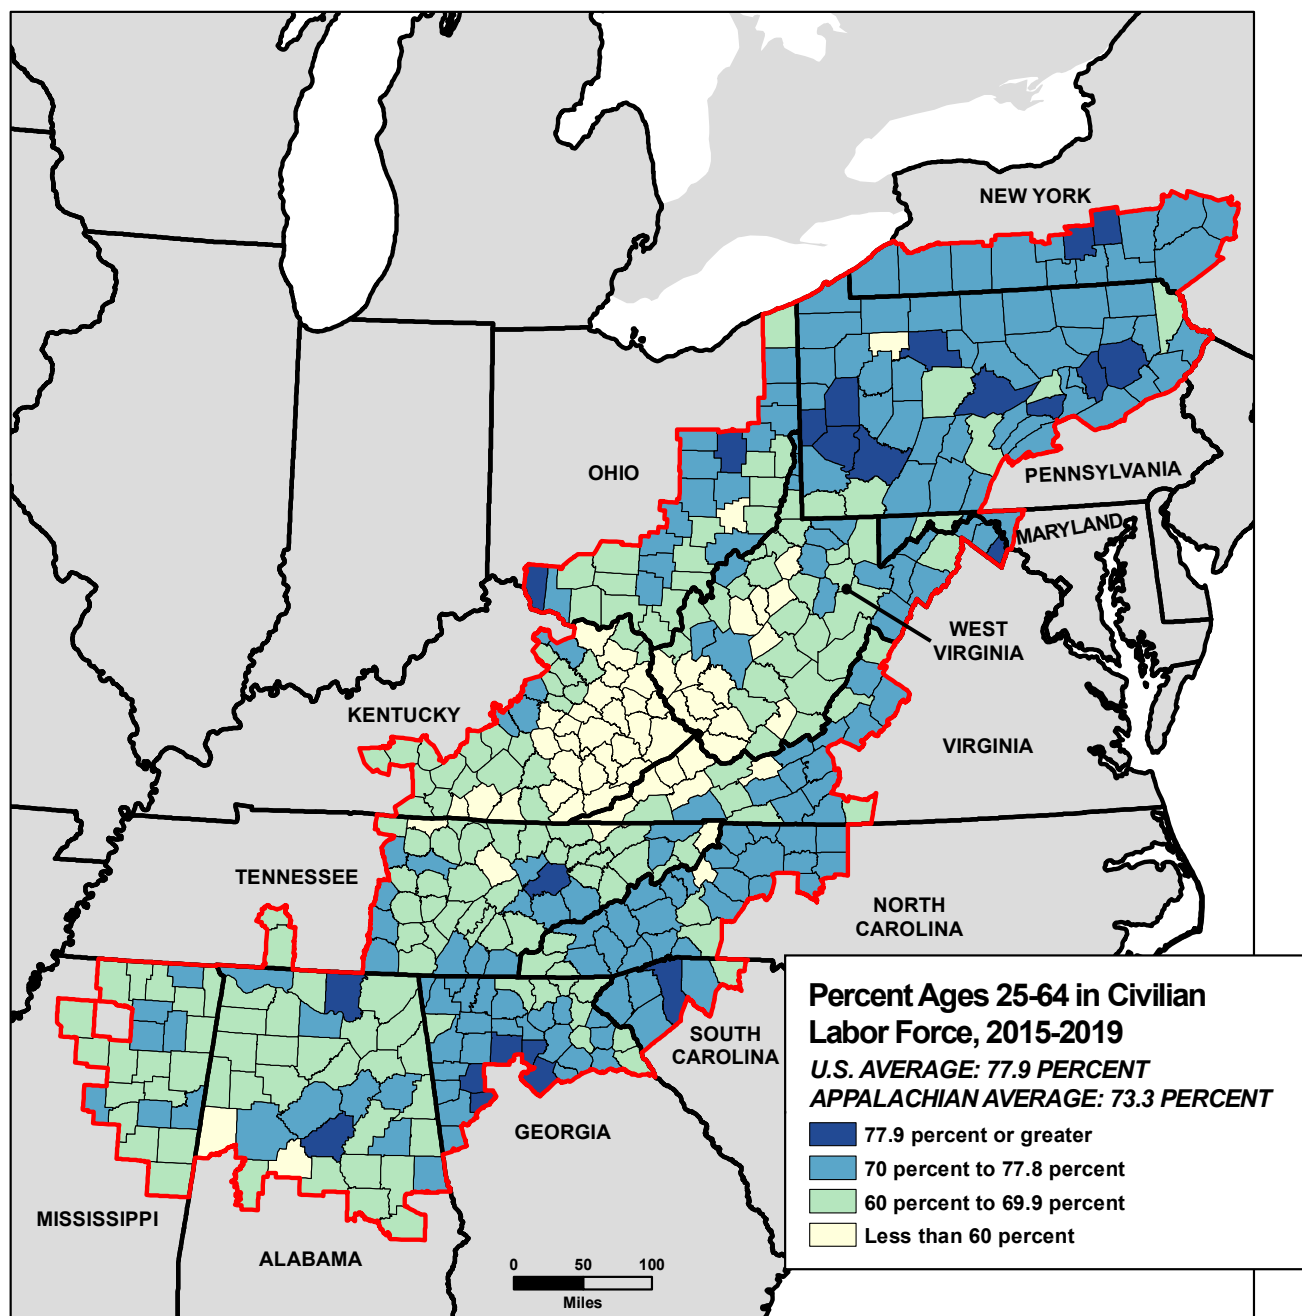 NEW YORK
OHIO
PENNSYLVANIA
MARYLAND
WEST
VIRGINIA
KENTUCKY
VIRGINIA
TENNESSEE
NORTH
CAROLINA
SOUTH
CAROLINA
GEORGIA
MISSISSIPPI
ALABAMA
0 50 100
Miles
Percent Ages 25-64 in Civilian
Labor Force, 2015-2019
U.S. AVERAGE: 77.9 PERCENT
APPALACHIAN AVERAGE: 73.3 PERCENT
77.9 percent or greater
70 percent to 77.8 percent
60 percent to 69.9 percent
Less than 60 percent